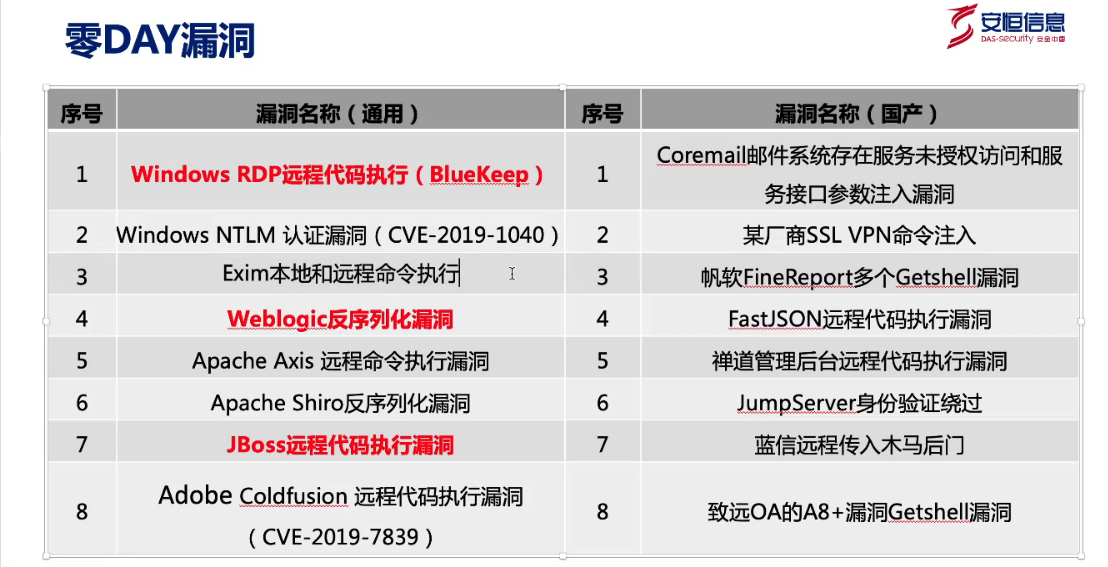 零DAY漏洞
安恒信息
DAS-security 安全中国
序号 漏洞名称（通用） 序号 漏洞名称（国产）
1 Windows RDP远程代码执行（BlueKeep） 1 Coremail邮件系统存在服务未授权访问和服
务接口参数注入漏洞
2 Windows NTLM 认证漏洞（CVE-2019-1040） 2 某厂商SSL VPN命令注入
3 Exim本地和远程命令执行 3 帆软FineReport多个Getshell漏洞
4 Weblogic反序列化漏洞 4 FastJSON远程代码执行漏洞
5 Apache Axis 远程命令执行漏洞 5 禅道管理后台远程代码执行漏洞
6 Apache Shiro反序列化漏洞 6 JumpServer身份验证绕过
7 JBoss远程代码执行漏洞 7 蓝信远程传入木马后门
8 Adobe Coldfusion 远程代码执行漏洞 8 致远OA的A8+漏洞Getshell漏洞
（CVE-2019-7839）